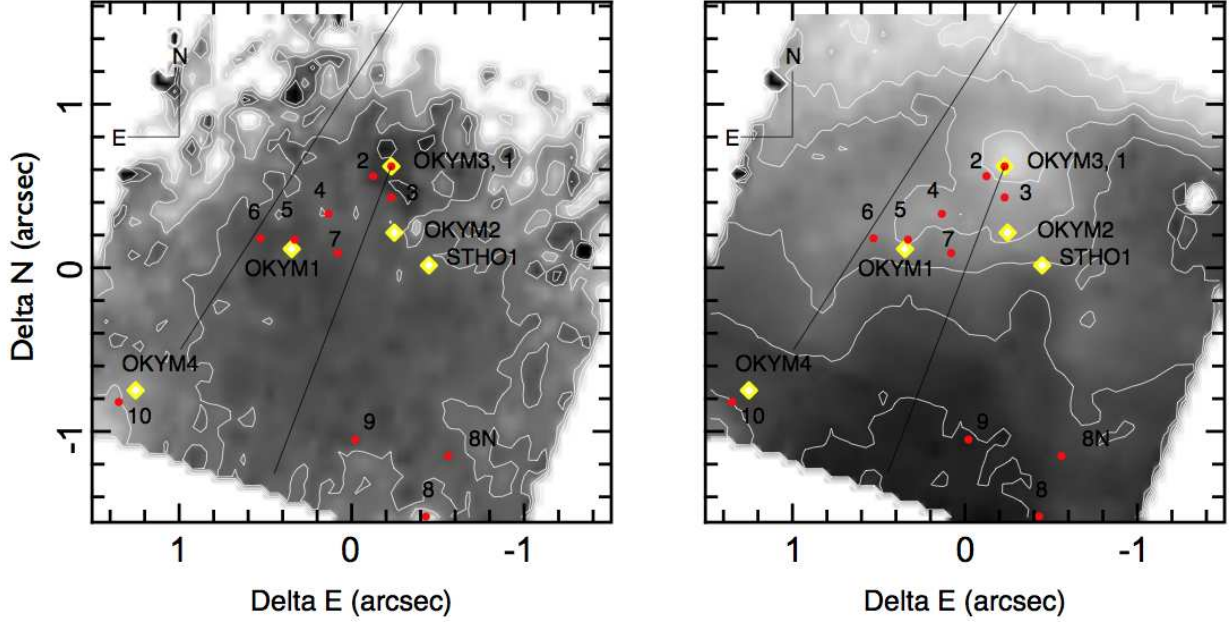 N
E
1
0
-1
Delta N (arcsec)
2
OKYM3, 1
4
3
6
5
7
OKYM2
OKYM1
STHO1
OKYM4
10
9
8N
8
1
0
-1
Delta E (arcsec)
N
E
2
OKYM3, 1
4
3
6
5
7
OKYM2
OKYM1
STHO1
OKYM4
10
9
8N
8
1
0
-1
Delta E (arcsec)